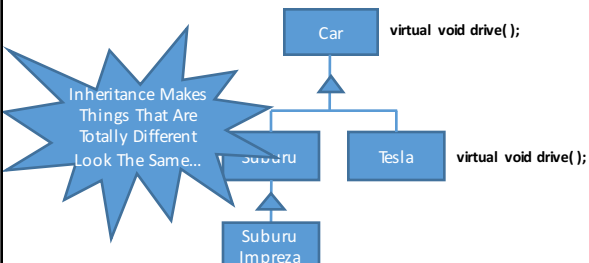 Car
virtual void drive( );
Inheritance Makes
Things That Are
Totally Different
Look The Same...
Suburu
Tesla
virtual void drive( );
Suburu
Impreza